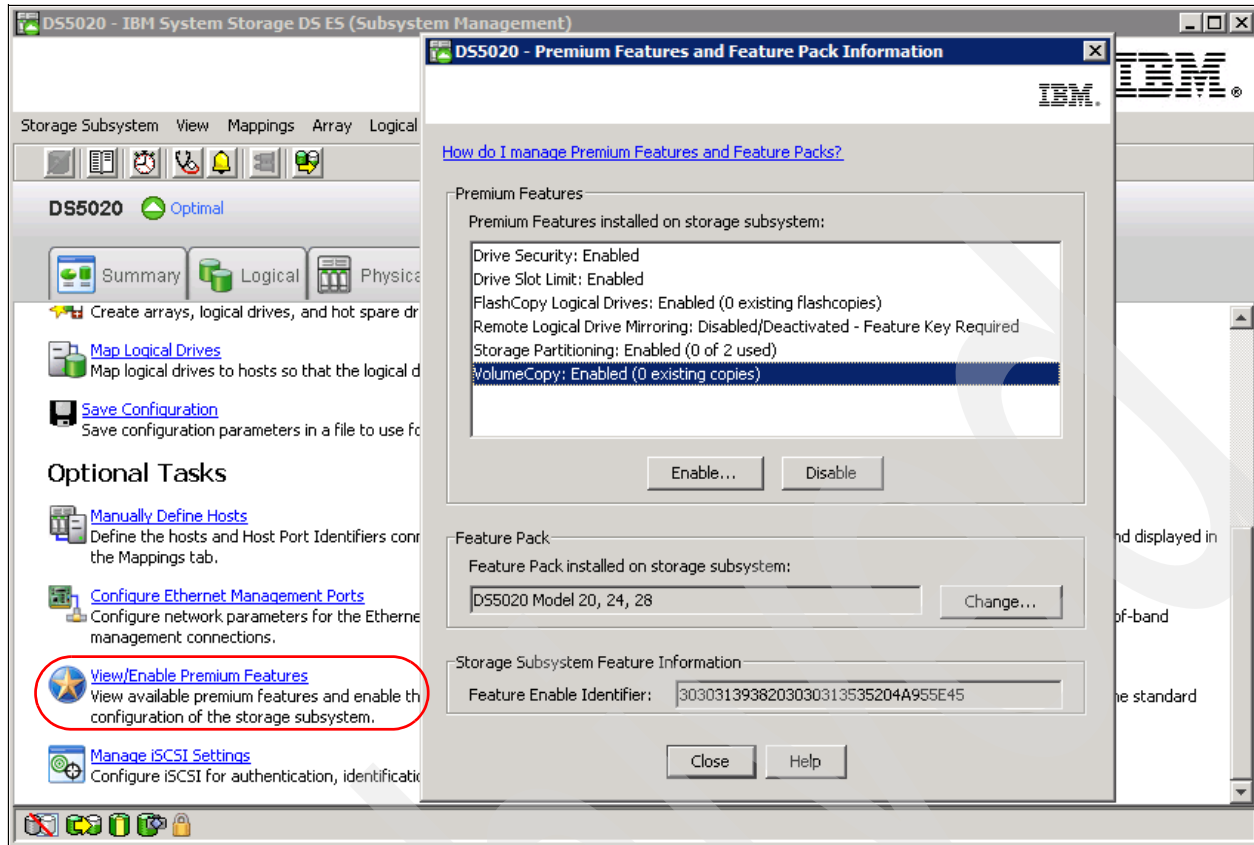 DS5020 - IBM System Storage DS ES (Subsystem Management)
IBM.
Storage Subsystem View Mappings Array Logical
DS5020 Optimal
Summary Logical Physica
Create arrays, logical drives, and hot spare dr
Map Logical Drives
Map logical drives to hosts so that the logical d
Save Configuration
Save configuration parameters in a file to use fo
Optional Tasks
Manually Define Hosts
Define the hosts and Host Port Identifiers conn
nd displayed in
the Mappings tab.
Configure Ethernet Management Ports
Configure network parameters for the Etherne
of-band
management connections.
View/Enable Premium Features
View available premium features and enable th
he standard
configuration of the storage subsystem.
Manage iSCSI Settings
Configure iSCSI for authentication, identificatio
DS5020 - Premium Features and Feature Pack Information
IBM.
How do I manage Premium Features and Feature Packs?
Premium Features
Premium Features installed on storage subsystem:
Drive Security: Enabled
Drive Slot Limit: Enabled
FlashCopy Logical Drives: Enabled (0 existing flashcopies)
Remote Logical Drive Mirroring: Disabled/Deactivated - Feature Key Required
Storage Partitioning: Enabled (0 of 2 used)
VolumeCopy: Enabled (0 existing copies)
Enable... Disable
Feature Pack
Feature Pack installed on storage subsystem:
DS5020 Model 20, 24, 28
Change...
Storage Subsystem Feature Information
Feature Enable Identifier: 3030313938203030313535204A955E45
Close Help